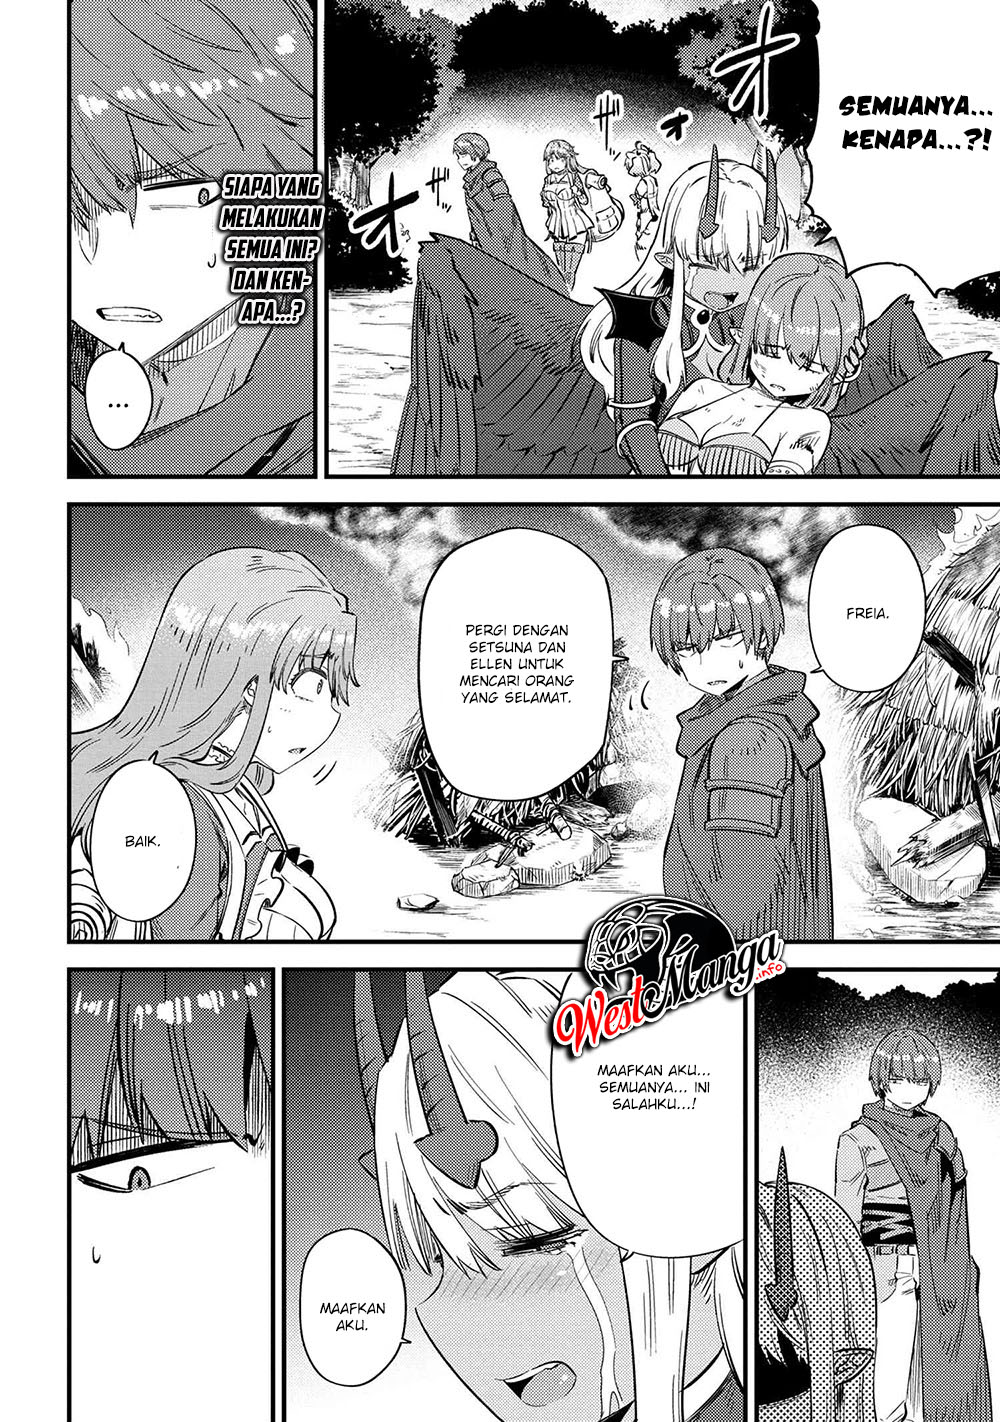 SEMUANYA...
KENAPA...?!
SIAPA YANG
MELAKUKAN
SEMUA INI?
DAN KEN-
APA...?
...
FREIA.
PERGI DENGAN
SETSUNA DAN
ELLEN UNTUK
MENCARI ORANG
YANG SELAMAT.
BAIK.
WestManga
.info
MAAFKAN AKU...
SEMUANYA... INI
SALAHKU...!
MAAFKAN
AKU.